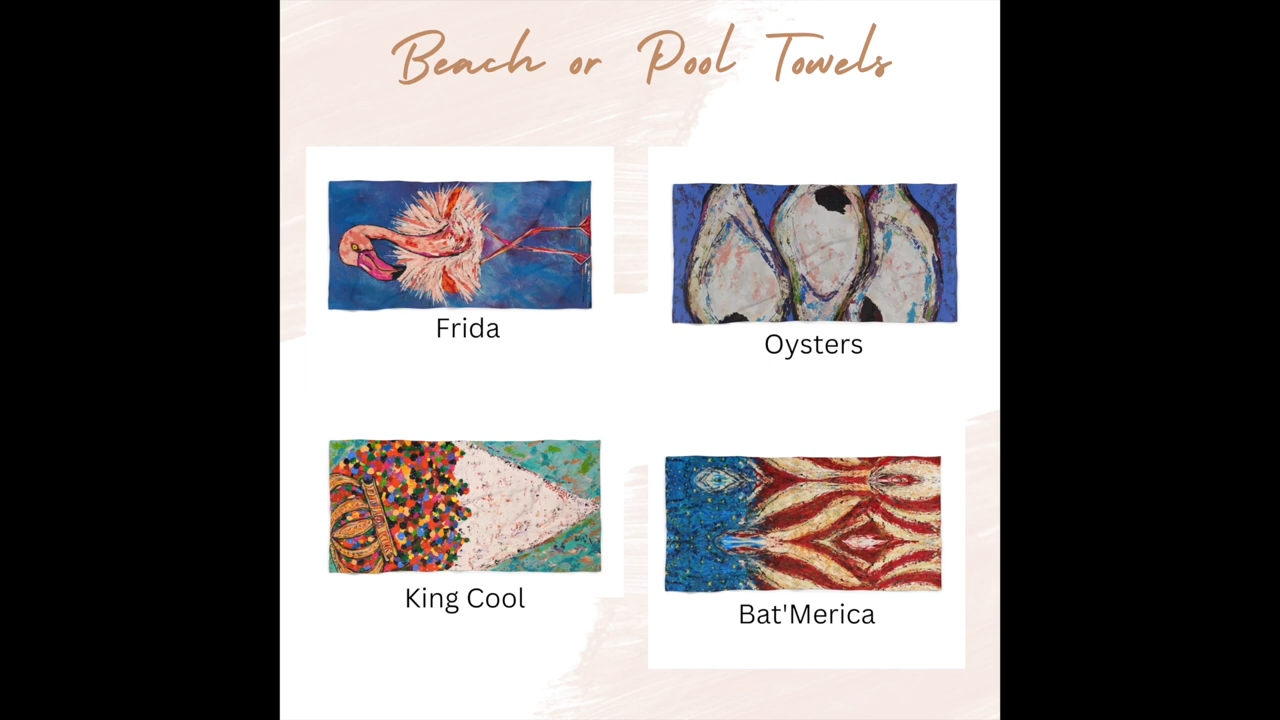 Beach or Pool Towels
Frida
Oysters
King Cool
Bat'Merica